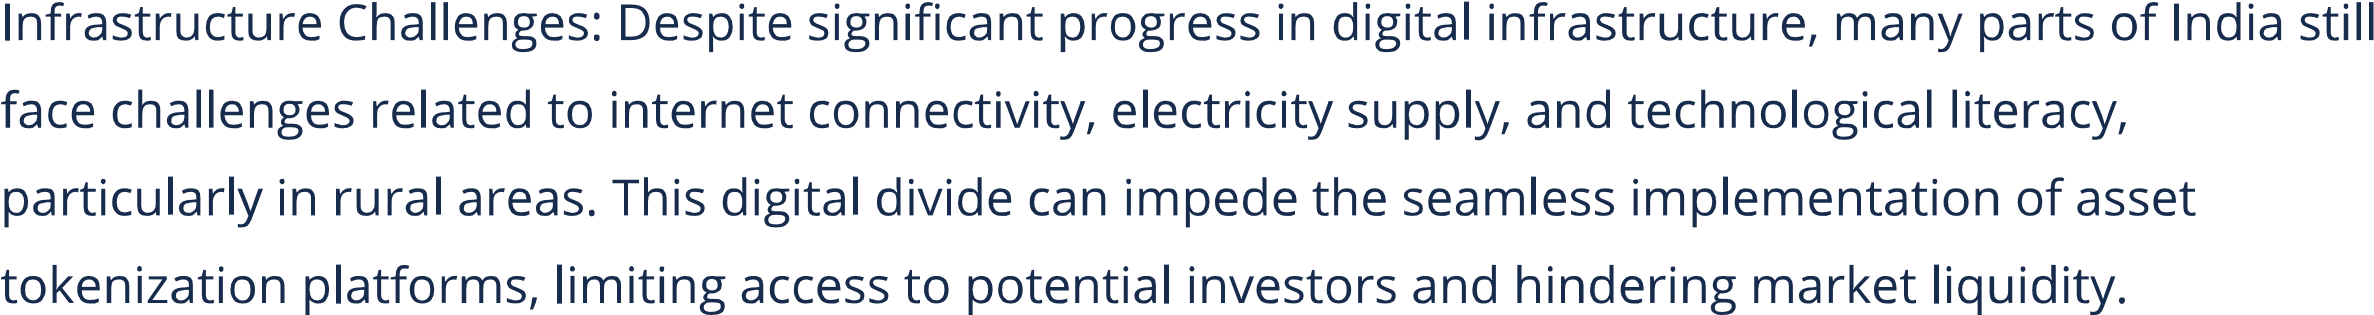 Infrastructure Challenges: Despite significant progress in digital infrastructure, many parts of India still
face challenges related to internet connectivity, electricity supply, and technological literacy,
particularly in rural areas. This digital divide can impede the seamless implementation of asset
tokenization platforms, limiting access to potential investors and hindering market liquidity.